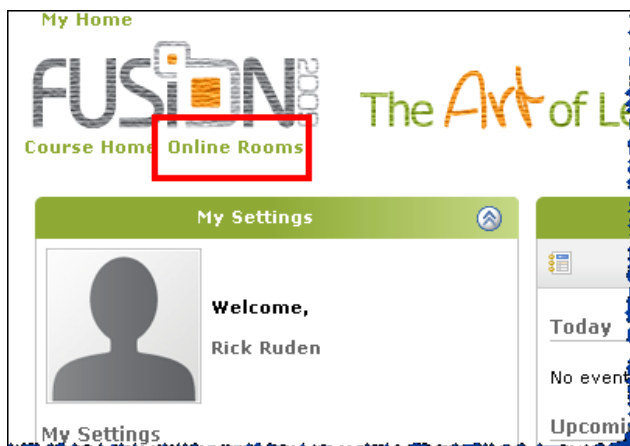 My Home
FUSiON 2008
The Art of Le
Course Home Online Rooms
My Settings
Welcome,
Rick Ruden
My Settings
Today
No event
Upcomi